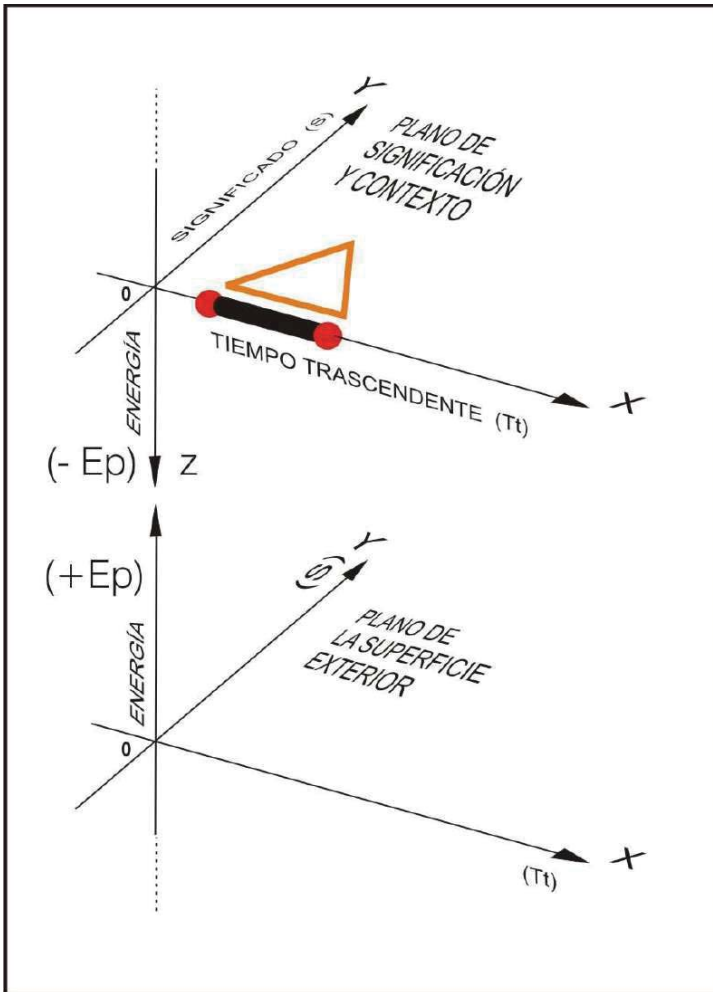 Y
SIGNIFICADO (S)
PLANO DE
SIGNIFICACIÓN
Y CONTEXTO
0
ENERGÍA
TIEMPO TRASCENDENTE (Tt)
X
(- Ep)
Z
(+Ep)
Y
(S)
PLANO DE
LA SUPERFICIE
EXTERIOR
ENERGÍA
0
X
(Tt)